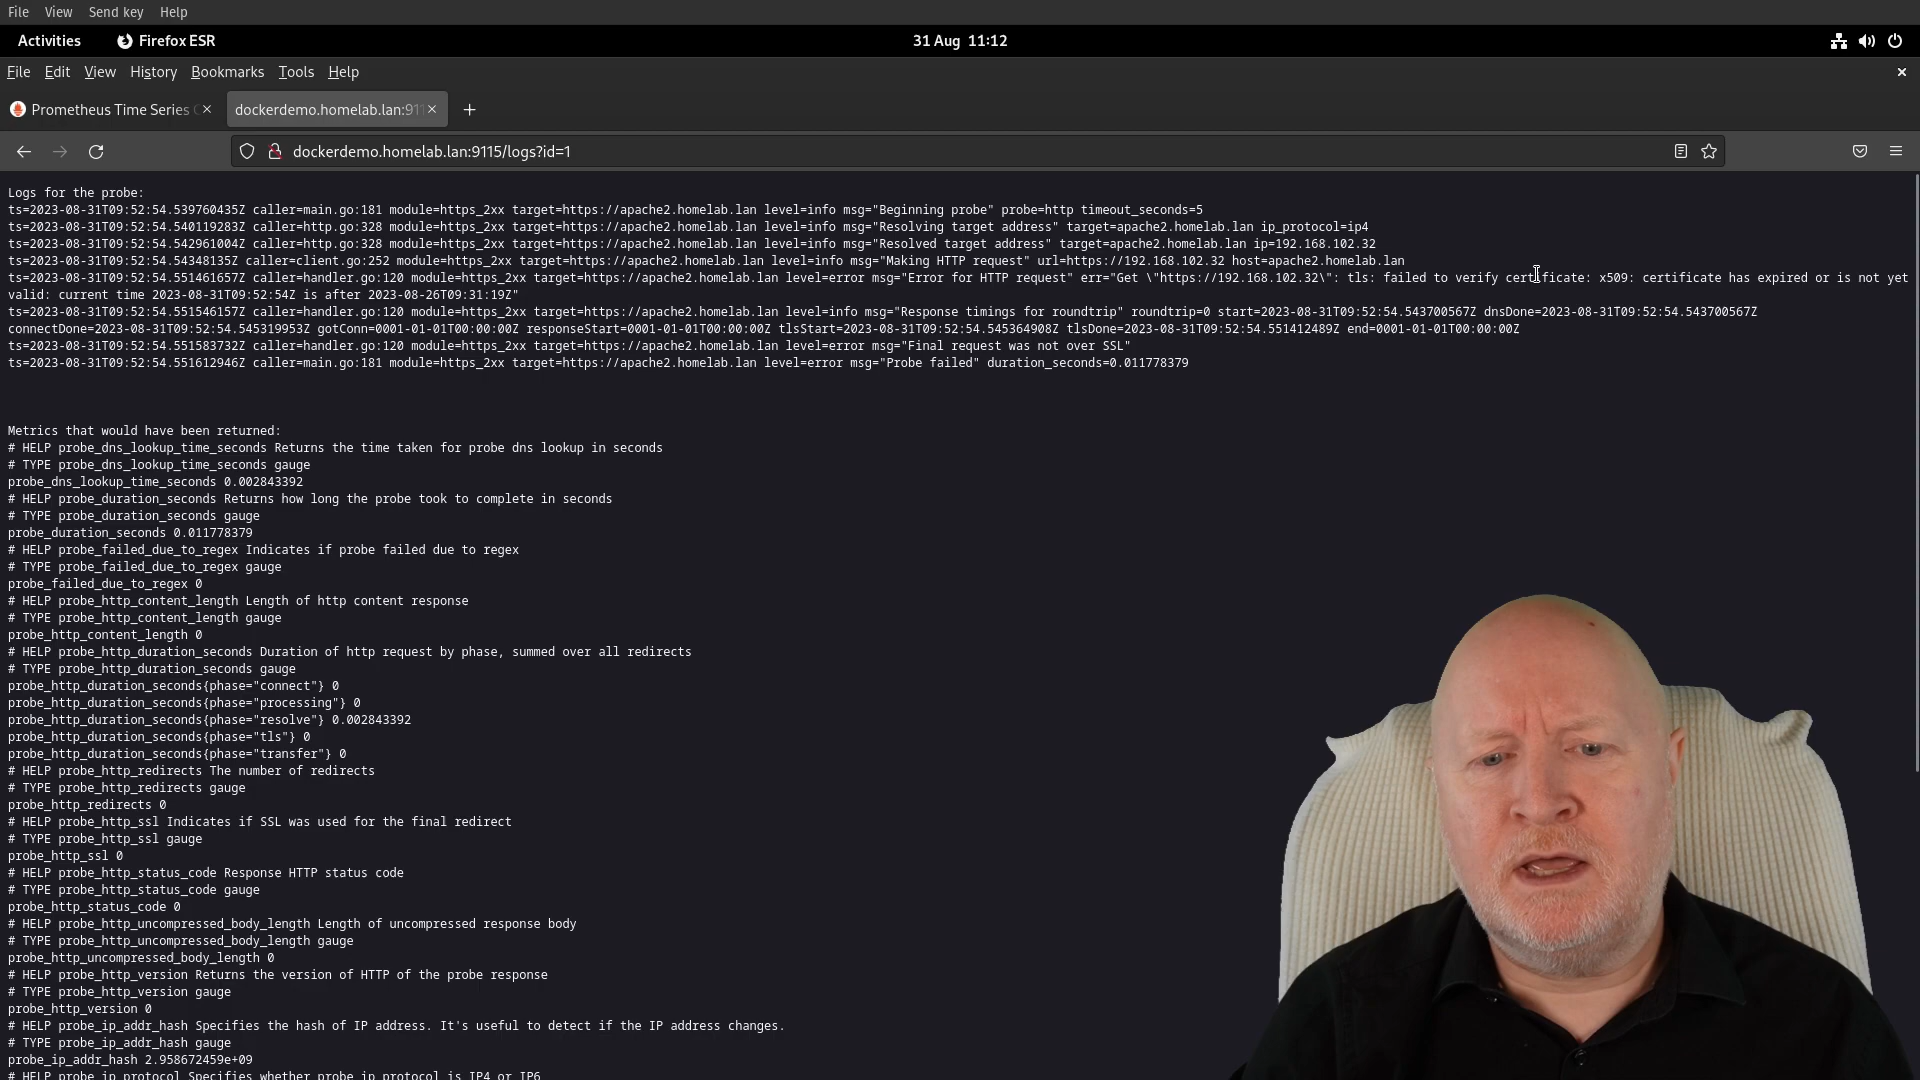 File View Send key Help
Activities Firefox ESR 31 Aug 11:12
File Edit View History Bookmarks Tools Help
Prometheus Time Series dockerdemo.homelab.lan:911
dockerdemo.homelab.lan:9115/logs?id=1
Logs for the probe:
ts=2023-08-31T09:52:54.539760435Z caller=main.go:181 module=https_2xx target=https://apache2.homelab.lan level=info msg="Beginning probe" probe=http timeout_seconds=5
ts=2023-08-31T09:52:54.540119283Z caller=http.go:328 module=https_2xx target=https://apache2.homelab.lan level=info msg="Resolving target address" target=apache2.homelab.lan ip_protocol=ip4
ts=2023-08-31T09:52:54.542961004Z caller=http.go:328 module=https_2xx target=https://apache2.homelab.lan level=info msg="Resolved target address" target=apache2.homelab.lan ip=192.168.102.32
ts=2023-08-31T09:52:54.54348135Z caller=client.go:252 module=https_2xx target=https://apache2.homelab.lan level=info msg="Making HTTP request" url=https://192.168.102.32 host=apache2.homelab.lan
ts=2023-08-31T09:52:54.551461657Z caller=handler.go:120 module=https_2xx target=https://apache2.homelab.lan level=error msg="Error for HTTP request" err="Get \"https://192.168.102.32\": tls: failed to verify certificate: x509: certificate has expired or is not yet
valid: current time 2023-08-31T09:52:54Z is after 2023-08-26T09:31:19Z"
ts=2023-08-31T09:52:54.551546157Z caller=handler.go:120 module=https_2xx target=https://apache2.homelab.lan level=info msg="Response timings for roundtrip" roundtrip=0 start=2023-08-31T09:52:54.543700567Z dnsDone=2023-08-31T09:52:54.543700567Z
connectDone=2023-08-31T09:52:54.545319953Z gotConn=0001-01-01T00:00:00Z responseStart=0001-01-01T00:00:00Z tlsStart=2023-08-31T09:52:54.545364908Z tlsDone=2023-08-31T09:52:54.551412489Z end=0001-01-01T00:00:00Z
ts=2023-08-31T09:52:54.551583732Z caller=handler.go:120 module=https_2xx target=https://apache2.homelab.lan level=error msg="Final request was not over SSL"
ts=2023-08-31T09:52:54.551612946Z caller=main.go:181 module=https_2xx target=https://apache2.homelab.lan level=error msg="Probe failed" duration_seconds=0.011778379
Metrics that would have been returned:
# HELP probe_dns_lookup_time_seconds Returns the time taken for probe dns lookup in seconds
# TYPE probe_dns_lookup_time_seconds gauge
probe_dns_lookup_time_seconds 0.002843392
# HELP probe_duration_seconds Returns how long the probe took to complete in seconds
# TYPE probe_duration_seconds gauge
probe_duration_seconds 0.011778379
# HELP probe_failed_due_to_regex Indicates if probe failed due to regex
# TYPE probe_failed_due_to_regex gauge
probe_failed_due_to_regex 0
# HELP probe_http_content_length Length of http content response
# TYPE probe_http_content_length gauge
probe_http_content_length 0
# HELP probe_http_duration_seconds Duration of http request by phase, summed over all redirects
# TYPE probe_http_duration_seconds gauge
probe_http_duration_seconds{phase="connect"} 0
probe_http_duration_seconds{phase="processing"} 0
probe_http_duration_seconds{phase="resolve"} 0.002843392
probe_http_duration_seconds{phase="tls"} 0
probe_http_duration_seconds{phase="transfer"} 0
# HELP probe_http_redirects The number of redirects
# TYPE probe_http_redirects gauge
probe_http_redirects 0
# HELP probe_http_ssl Indicates if SSL was used for the final redirect
# TYPE probe_http_ssl gauge
probe_http_ssl 0
# HELP probe_http_status_code Response HTTP status code
# TYPE probe_http_status_code gauge
probe_http_status_code 0
# HELP probe_http_uncompressed_body_length Length of uncompressed response body
# TYPE probe_http_uncompressed_body_length gauge
probe_http_uncompressed_body_length 0
# HELP probe_http_version Returns the version of HTTP of the probe response
# TYPE probe_http_version gauge
probe_http_version 0
# HELP probe_ip_addr_hash Specifies the hash of IP address. It's useful to detect if the IP address changes.
# TYPE probe_ip_addr_hash gauge
probe_ip_addr_hash 2.958672459e+09
# HELP probe_ip_protocol Specifies whether probe ip protocol is IP4 or IP6